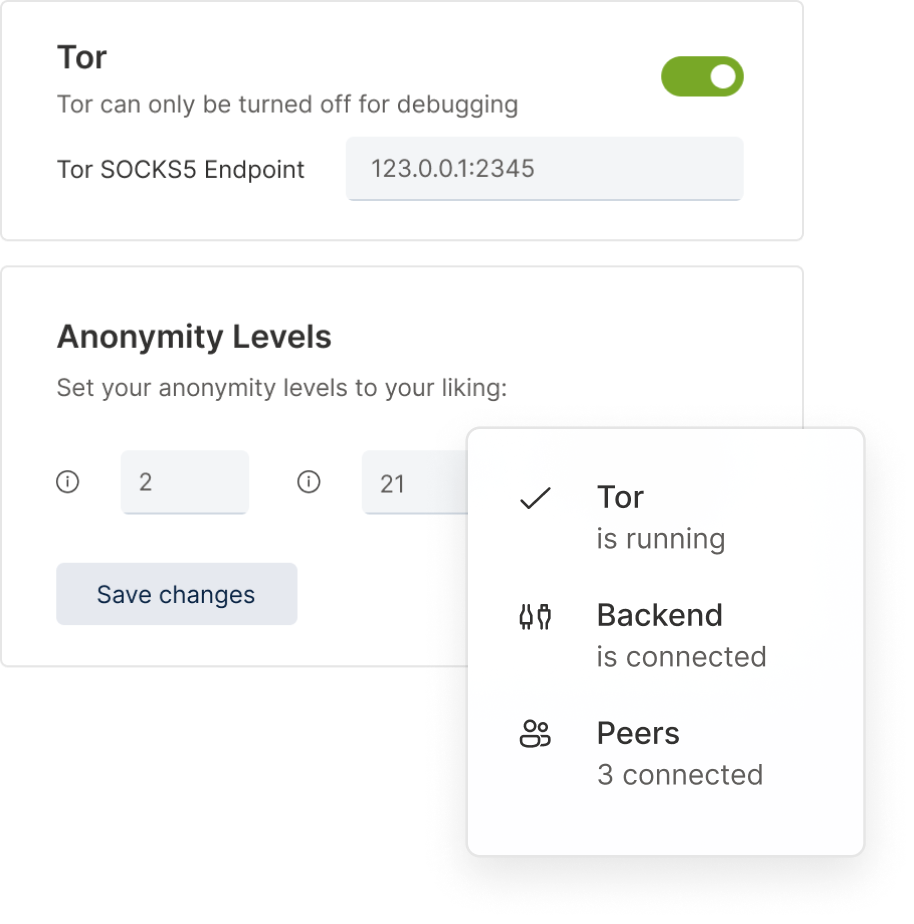 Tor
Tor can only be turned off for debugging
Tor SOCKS5 Endpoint
123.0.0.1:2345
Anonymity Levels
Set your anonymity levels to your liking:
2
21
Save changes
Tor
is running
Backend
is connected
Peers
3 connected